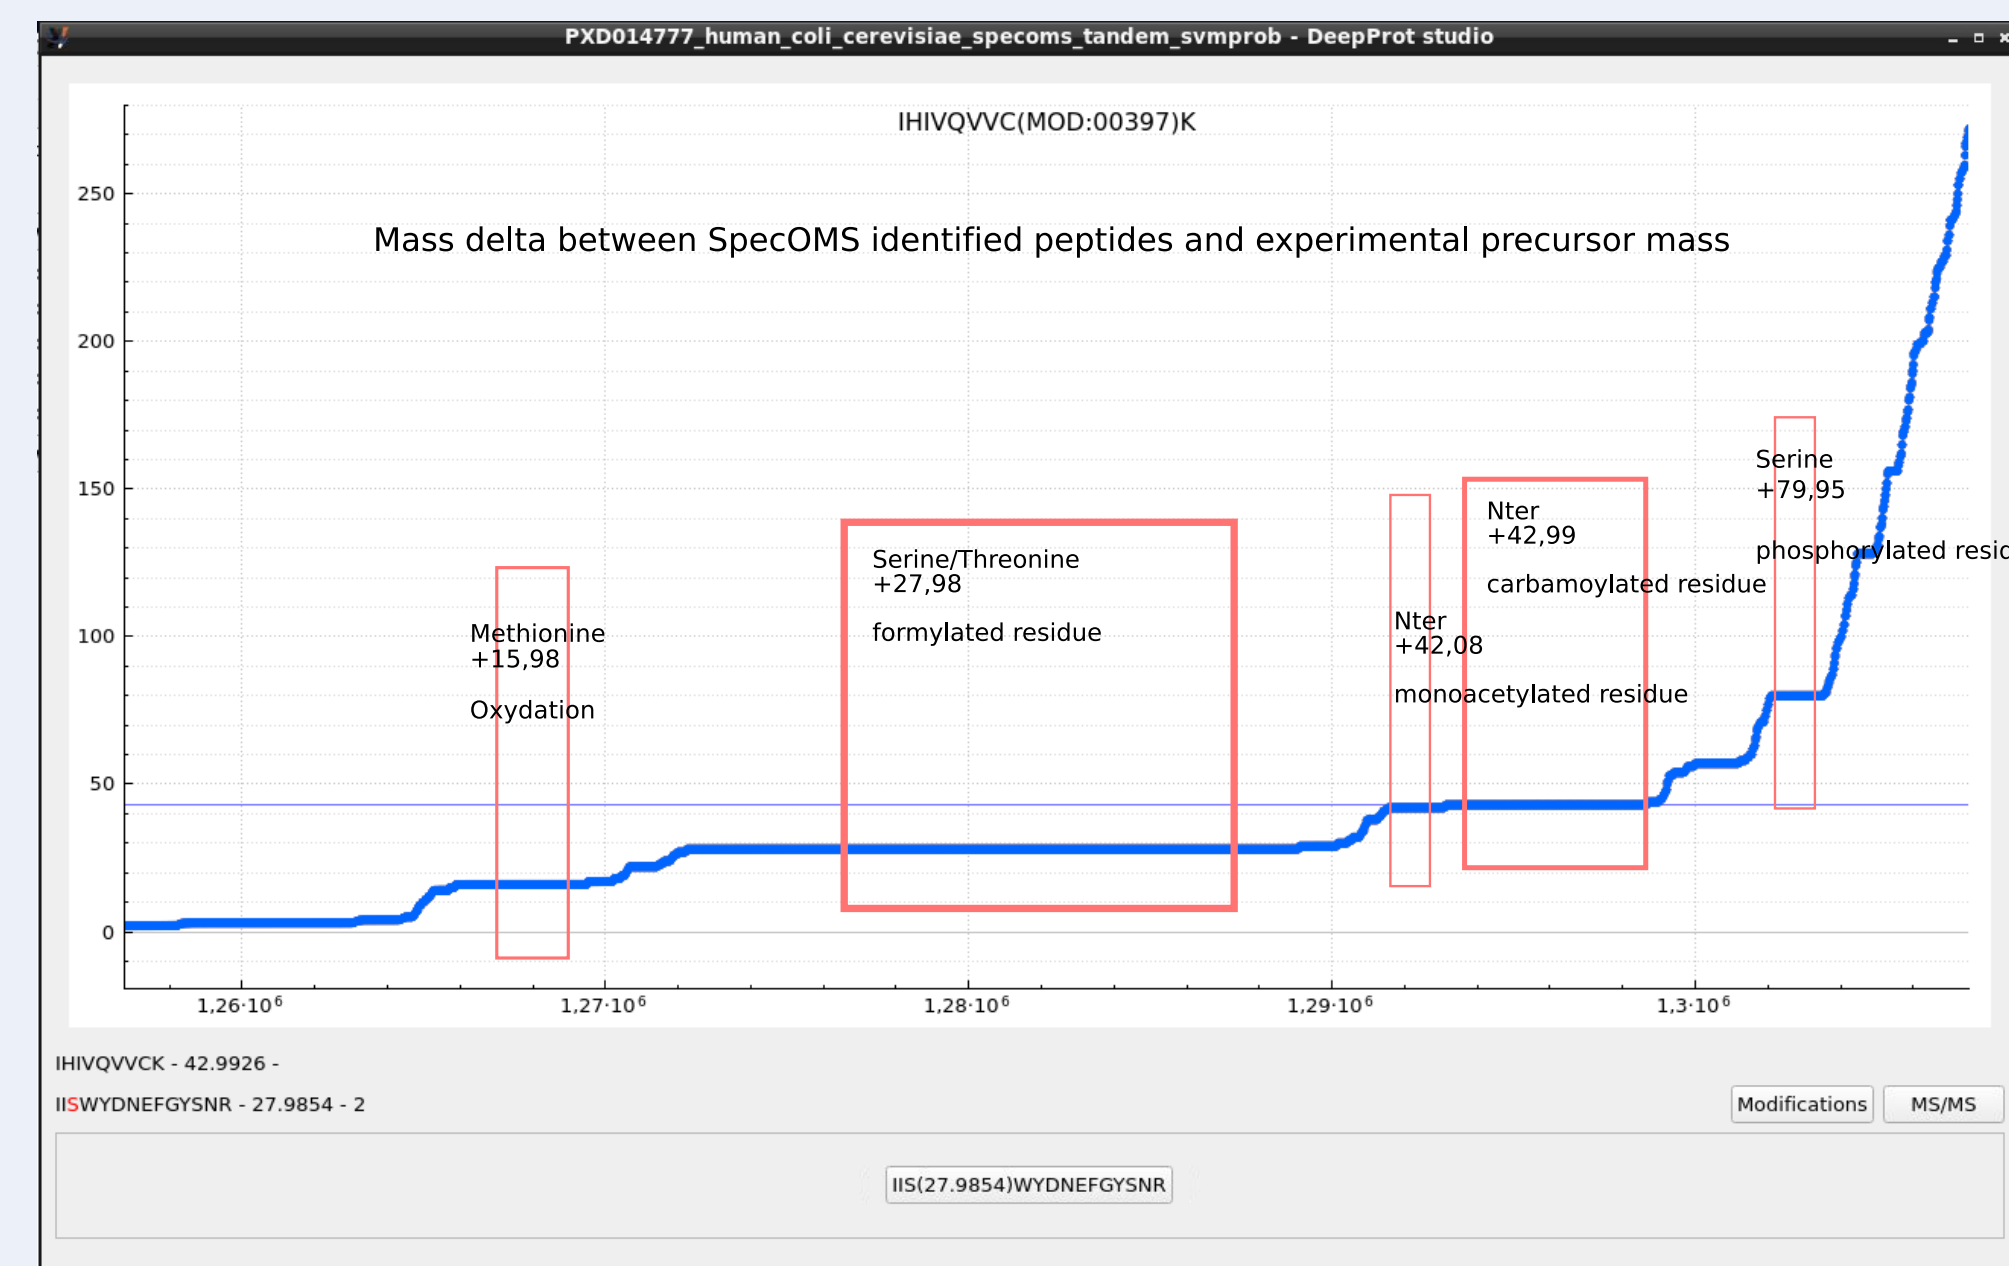 PXD014777_human_coli_cerevisiae_specoms_tandem_svmprob - DeepProt studio
IHIVQVVC(MOD:00397)K
Mass delta between SpecOMS identified peptides and experimental precursor mass
250
200
150
100
50
0
Methionine
+15,98
Oxydation
Serine/Threonine
+27,98
formylated residue
Nter
+42,08
monoacetylated residue
Nter
+42,99
carbamoylated residue
Serine
+79,95
phosphorylated resid
1,26·10⁶
1,27·10⁶
1,28·10⁶
1,29·10⁶
1,3·10⁶
IHIVQVVCK - 42.9926 -
IISWYDNEFGYSNR - 27.9854 - 2
Modifications
MS/MS
IIS(27.9854)WYDNEFGYSNR